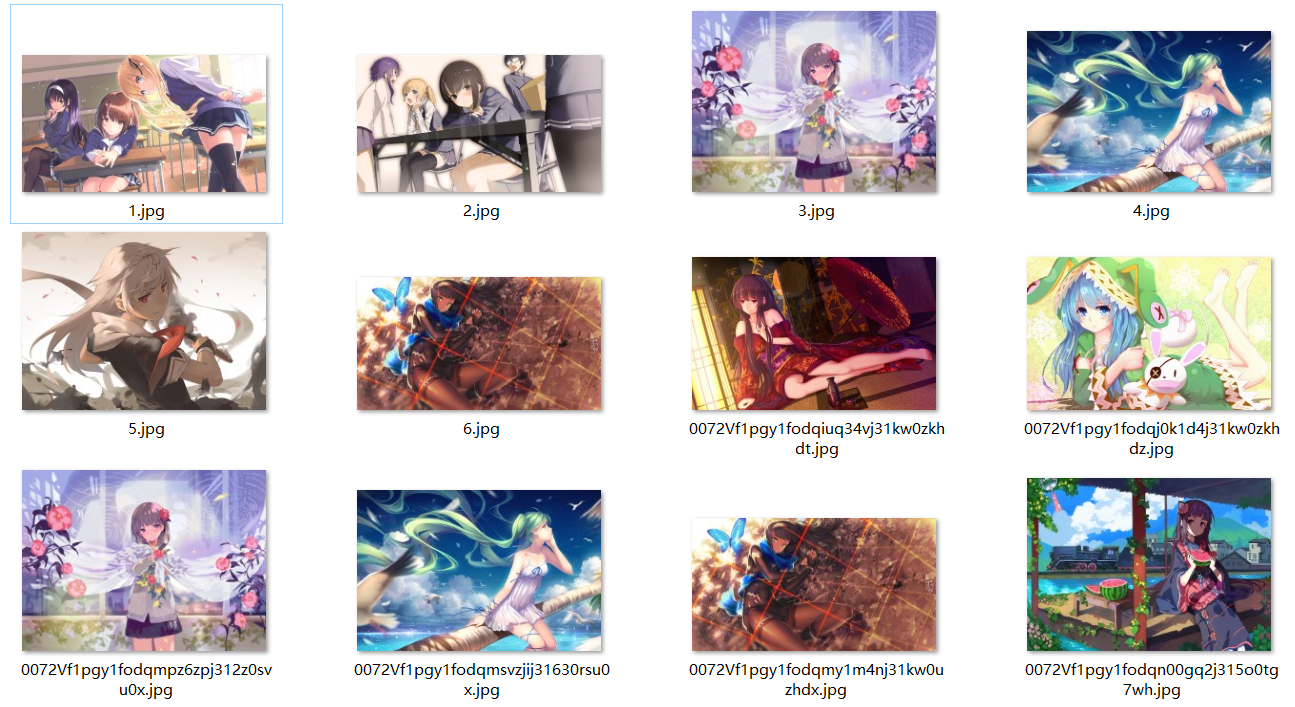 1.jpg
2.jpg
3.jpg
4.jpg
5.jpg
6.jpg
0072Vf1pgy1fodqiuq34vj31kw0zkh
dt.jpg
0072Vf1pgy1fodqj0k1d4j31kw0zkh
dz.jpg
0072Vf1pgy1fodqmpz6zpj312z0sv
u0x.jpg
0072Vf1pgy1fodqmsvzjij31630rsu0
x.jpg
0072Vf1pgy1fodqmy1m4nj31kw0u
zhdx.jpg
0072Vf1pgy1fodqn00gq2j315o0tg
7wh.jpg